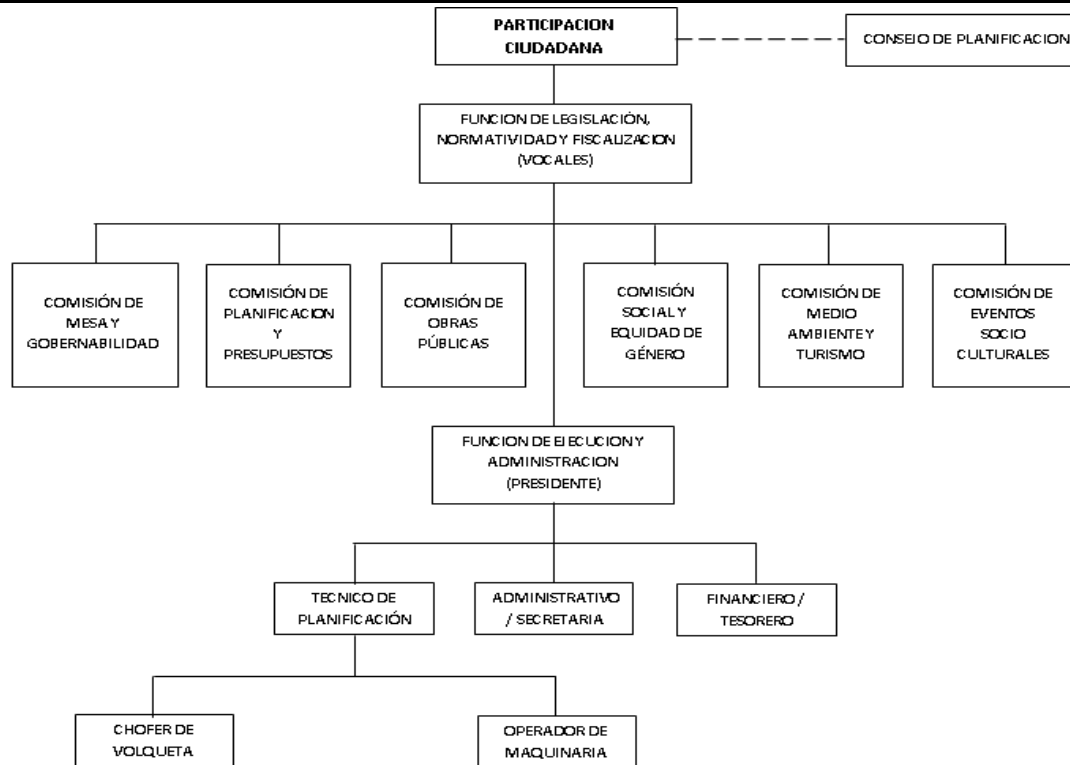 PARTICIPACION
CIUDADANA
CONSEJO DE PLANIFICACION
FUNCION DE LEGISLACIÓN,
NORMATIVIDAD Y FISCALIZACION
(VOCALES)
COMISIÓN DE
MESA Y
GOBERNABILIDAD
COMISIÓN DE
PLANIFICACION
Y
PRESUPUESTOS
COMISIÓN DE
OBRAS
PÚBLICAS
COMISIÓN
SOCIAL Y
EQUIDAD DE
GÉNERO
COMISIÓN DE
MEDIO
AMBIENTE Y
TURISMO
COMISIÓN DE
EVENTOS
SOCIO
CULTURALES
FUNCION DE EJECUCION Y
ADMINISTRACION
(PRESIDENTE)
TECNICO DE
PLANIFICACIÓN
ADMINISTRATIVO
/ SECRETARIA
FINANCIERO /
TESORERO
CHOFER DE
VOLQUETA
OPERADOR DE
MAQUINARIA